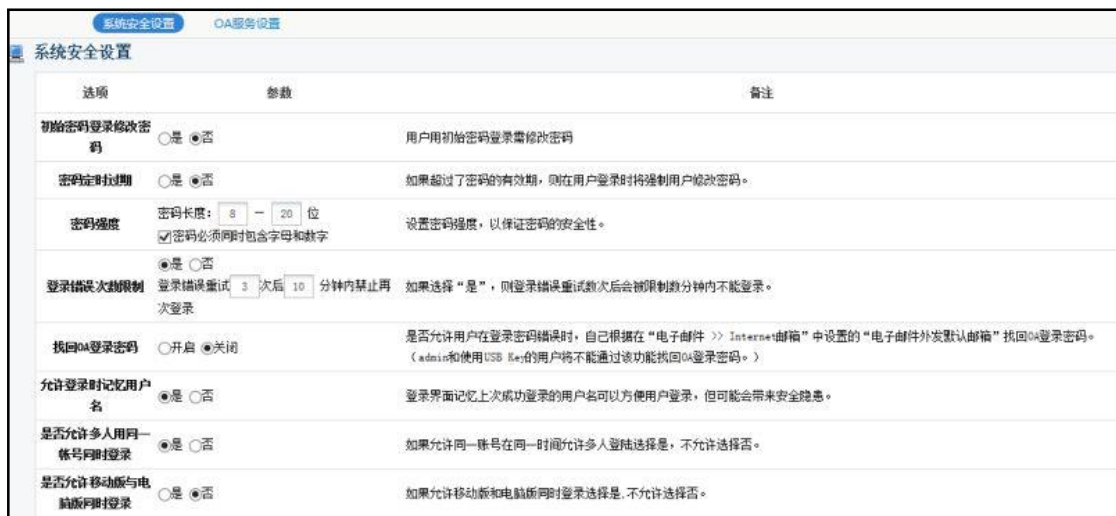 系统安全设置 OA服务设置
系统安全设置
选项 参数 备注
初始密码登录修改密
码
○是 ◉否
用户用初始密码登录需修改密码
密码定时过期
○是 ◉否
如果超过了密码的有效期，则在用户登录时将强制用户修改密码。
密码强度
密码长度： 8 － 20 位
☑密码必须同时包含字母和数字
设置密码强度，以保证密码的安全性。
登录错误次数限制
◉是 ○否
登录错误重试 3 次后 10 分钟内禁止再
次登录
如果选择“是”，则登录错误重试数次后会被限制数分钟内不能登录。
找回OA登录密码
○开启 ◉关闭
是否允许用户在登录密码错误时，自己根据在“电子邮件 >> Internet邮箱”中设置的“电子邮件外发默认邮箱”找回OA登录密码。
（admin和使用USB Key的用户将不能通过该功能找回OA登录密码。）
允许登录时记忆用户
名
◉是 ○否
登录界面记忆上次成功登录的用户名可以方便用户登录，但可能会带来安全隐患。
是否允许多人用同一
帐号同时登录
◉是 ○否
如果允许同一账号在同一时间允许多人登陆选择是，不允许选择否。
是否允许移动版与电
脑版同时登录
○是 ◉否
如果允许移动版和电脑版同时登录选择是,不允许选择否。